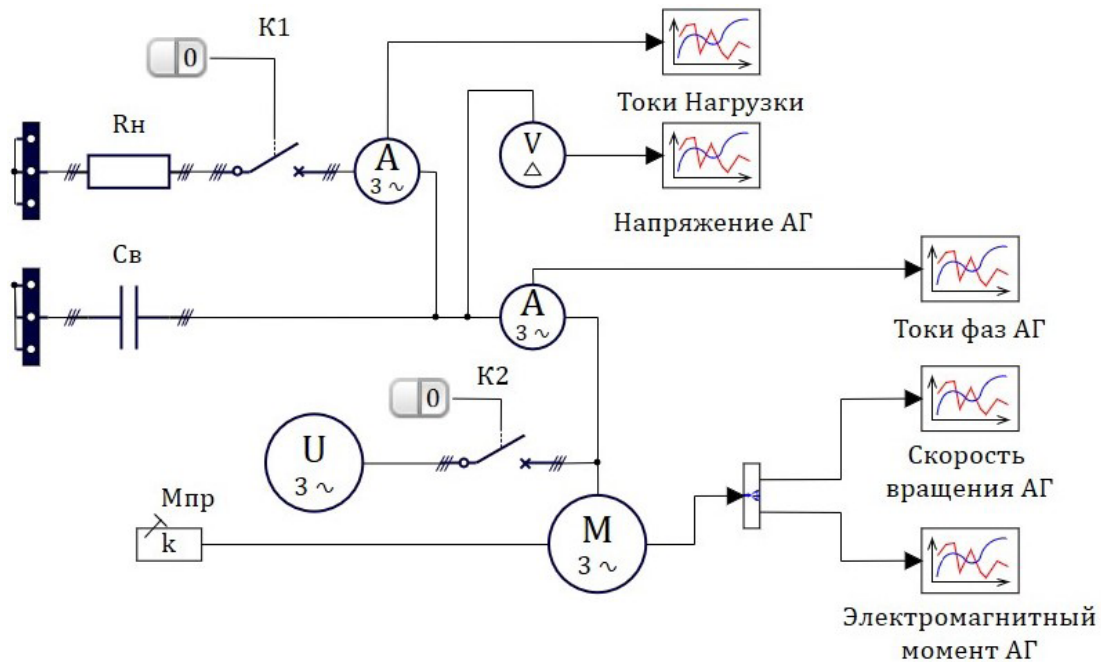 К1
0
Rн
А
3 ~
Токи Нагрузки
V
△
Напряжение АГ
Св
А
3 ~
Токи фаз АГ
К2
0
U
3 ~
Скорость
вращения АГ
Мпр
k
М
3 ~
Электромагнитный
момент АГ